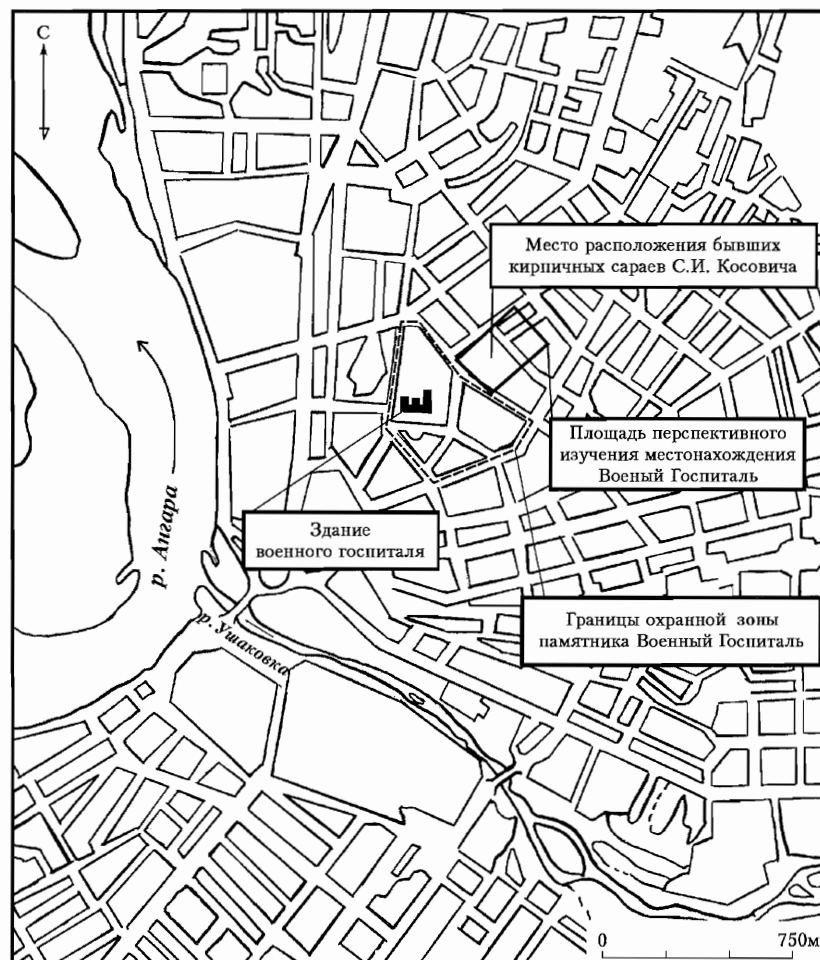 С
Место расположения бывших
кирпичных сараев С.И. Косовича
Площадь перспективного
изучения местонахождения
Военый Госпиталь
Здание
военного госпиталя
р. Ангара
Границы охранной зоны
памятника Военный Госпиталь
р. Ушаковка
0 750м